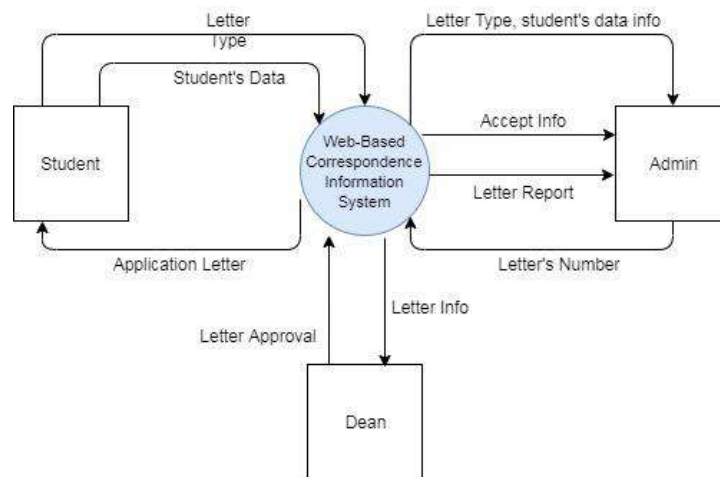 Letter
Type
Letter Type, student's data info
Student's Data
Student
Web-Based
Correspondence
Information
System
Accept Info
Admin
Letter Report
Application Letter
Letter's Number
Letter Info
Letter Approval
Dean